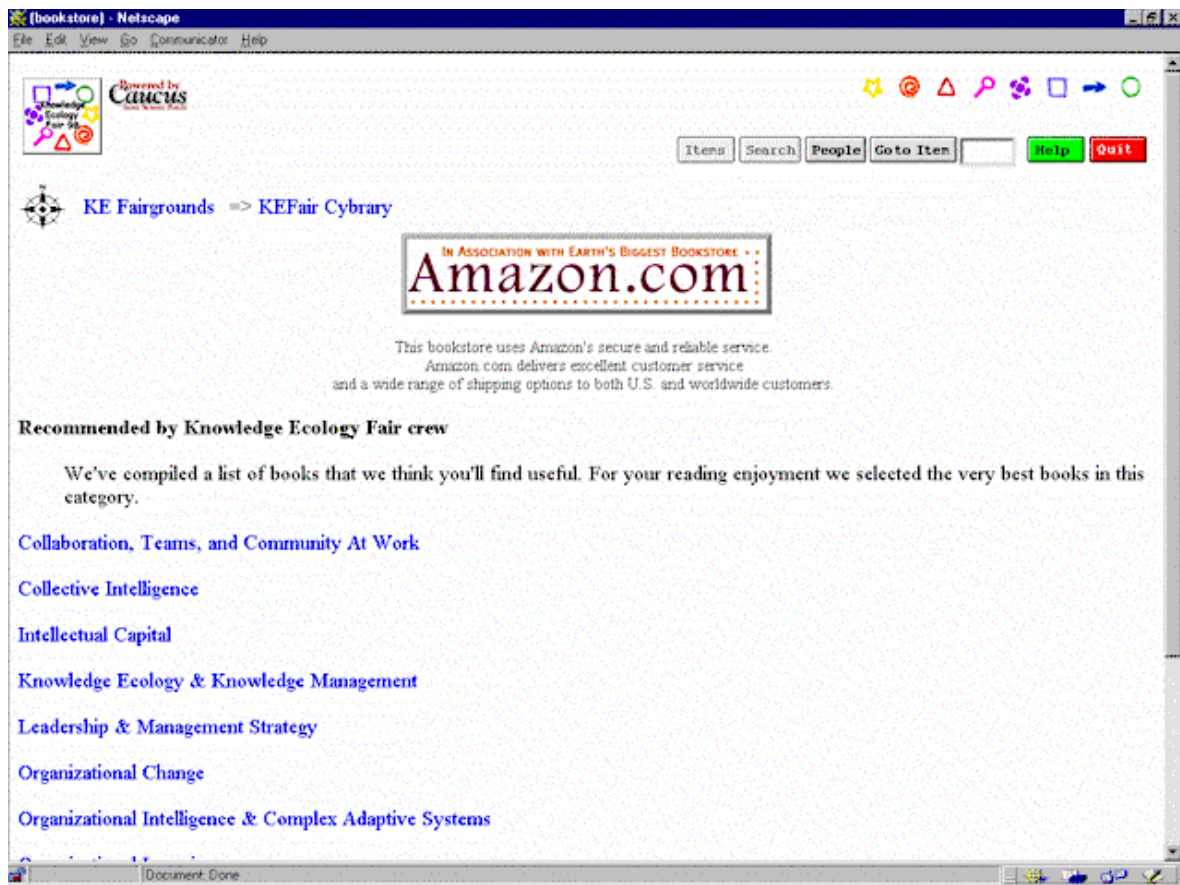 [bookstore] - Netscape
File Edit View Go Communicator Help
Knowledge
Ecology
Fair 98
Powered by
Caucus
Items Search People Goto Item Help Quit
N
KE Fairgrounds => KEFair Cybrary
IN ASSOCIATION WITH EARTH'S BIGGEST BOOKSTORE
Amazon.com
This bookstore uses Amazon's secure and reliable service.
Amazon.com delivers excellent customer service
and a wide range of shipping options to both U.S. and worldwide customers.
Recommended by Knowledge Ecology Fair crew
We've compiled a list of books that we think you'll find useful. For your reading enjoyment we selected the very best books in this
category.
Collaboration, Teams, and Community At Work
Collective Intelligence
Intellectual Capital
Knowledge Ecology & Knowledge Management
Leadership & Management Strategy
Organizational Change
Organizational Intelligence & Complex Adaptive Systems
Document: Done